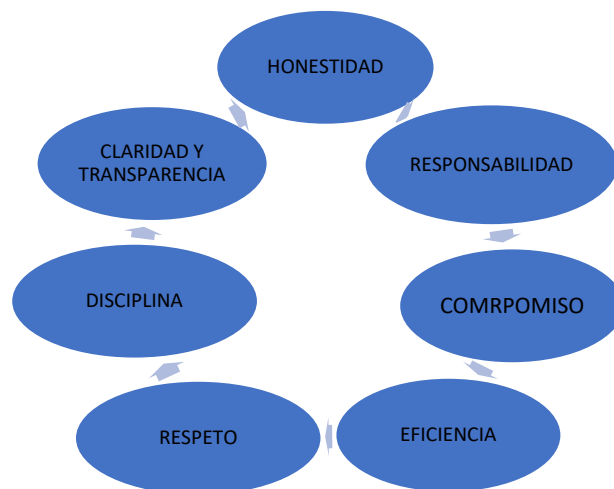 HONESTIDAD
RESPONSABILIDAD
COMRPOMISO
EFICIENCIA
RESPETO
DISCIPLINA
CLARIDAD Y
TRANSPARENCIA